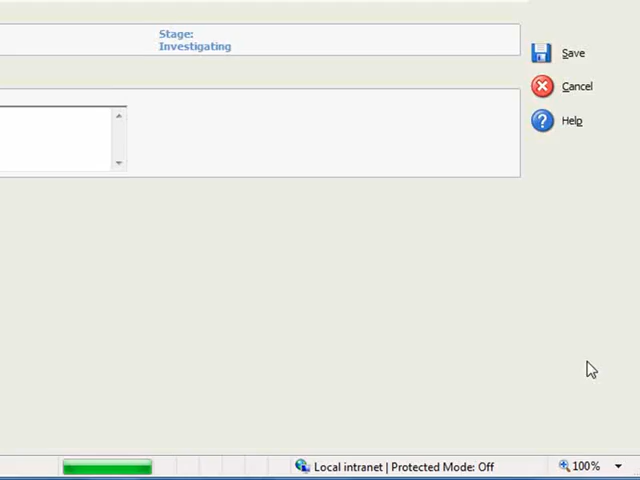 Stage:
Investigating
Save
Cancel
Help
Local intranet | Protected Mode: Off
100%